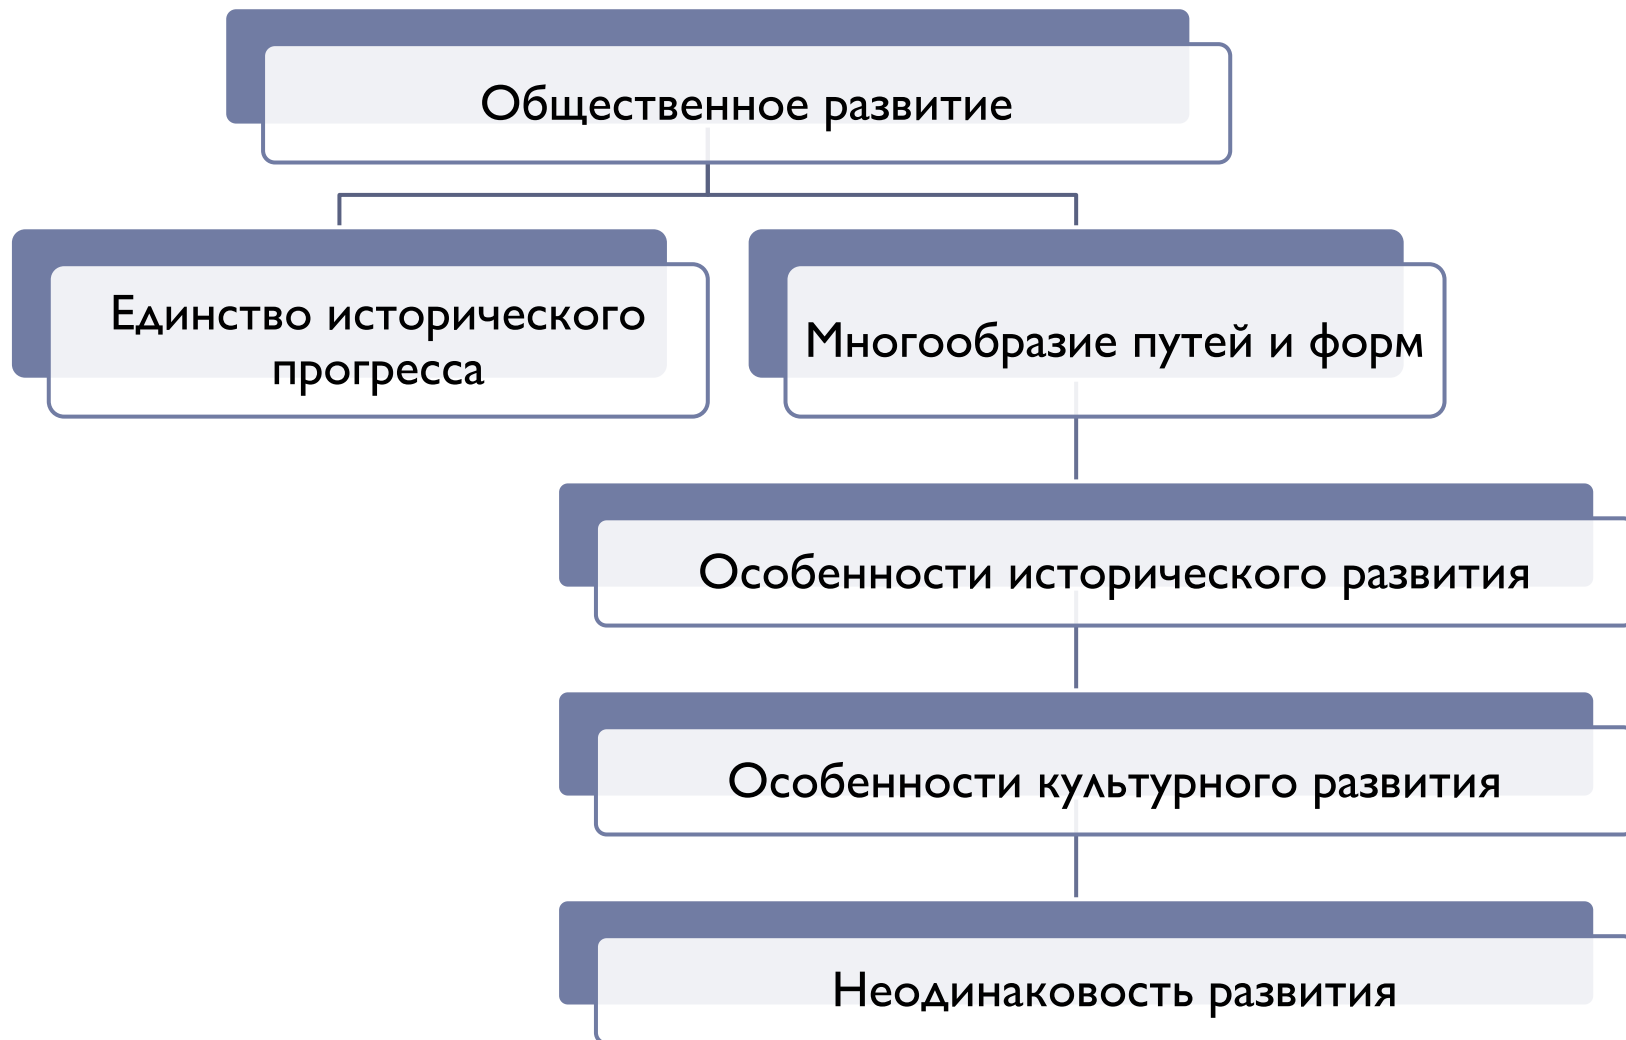 Общественное развитие
Единство исторического
прогресса
Многообразие путей и форм
Особенности исторического развития
Особенности культурного развития
Неодинаковость развития